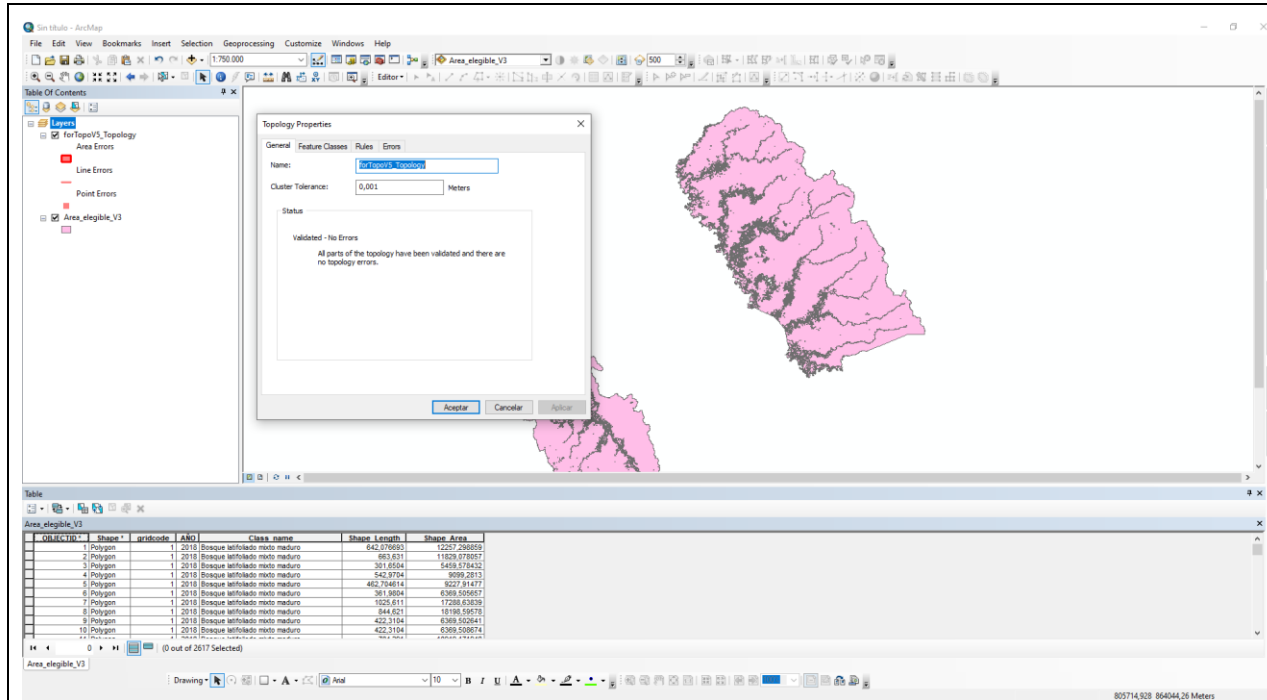 Sin título - ArcMap
File Edit View Bookmarks Insert Selection Geoprocessing Customize Windows Help
1:750.000 Area_elegible_V3 500
Editor
Table Of Contents
Layers
forTopoV5_Topology
Area Errors
Line Errors
Point Errors
Area_elegible_V3
Topology Properties
General Feature Classes Rules Errors
Name: forTopoV5_Topology
Cluster Tolerance: 0,001 Meters
Status
Validated - No Errors
All parts of the topology have been validated and there are
no topology errors.
Aceptar Cancelar Aplicar
Table
Area_elegible_V3
OBJECTID * Shape * gridcode AÑO Class_name Shape_Length Shape_Area
1 Polygon 1 2018 Bosque latifoliado mixto maduro 642,076693 12257,298859
2 Polygon 1 2018 Bosque latifoliado mixto maduro 663,631 11829,078057
3 Polygon 1 2018 Bosque latifoliado mixto maduro 301,6504 5459,578432
4 Polygon 1 2018 Bosque latifoliado mixto maduro 542,9704 9099,2813
5 Polygon 1 2018 Bosque latifoliado mixto maduro 462,704614 9227,91477
6 Polygon 1 2018 Bosque latifoliado mixto maduro 361,9804 6369,505657
7 Polygon 1 2018 Bosque latifoliado mixto maduro 1025,611 17288,63839
8 Polygon 1 2018 Bosque latifoliado mixto maduro 844,621 18198,59578
9 Polygon 1 2018 Bosque latifoliado mixto maduro 422,3104 6369,502641
10 Polygon 1 2018 Bosque latifoliado mixto maduro 422,3104 6369,508674
0 (0 out of 2617 Selected)
Area_elegible_V3
Drawing A Arial 10 B I U A
805714,928 864044,26 Meters